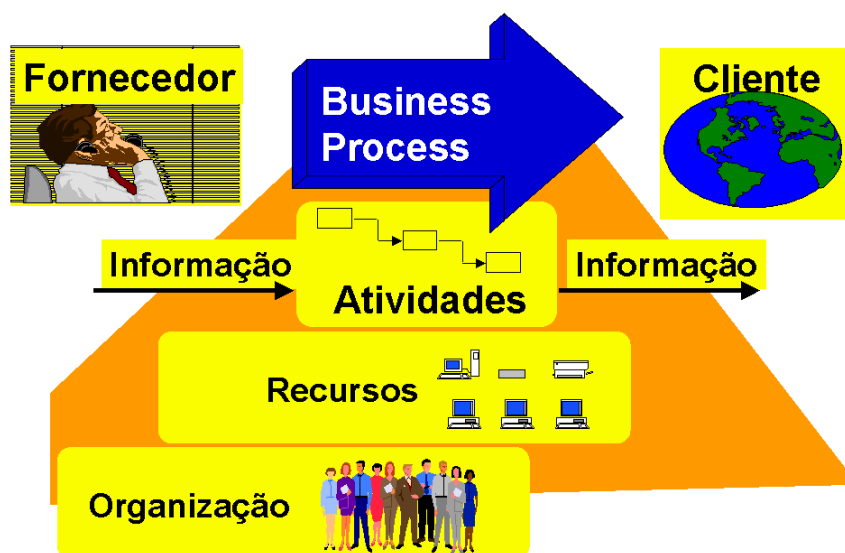 Fornecedor
Business
Process
Cliente
Informação
Informação
Atividades
Recursos
Organização